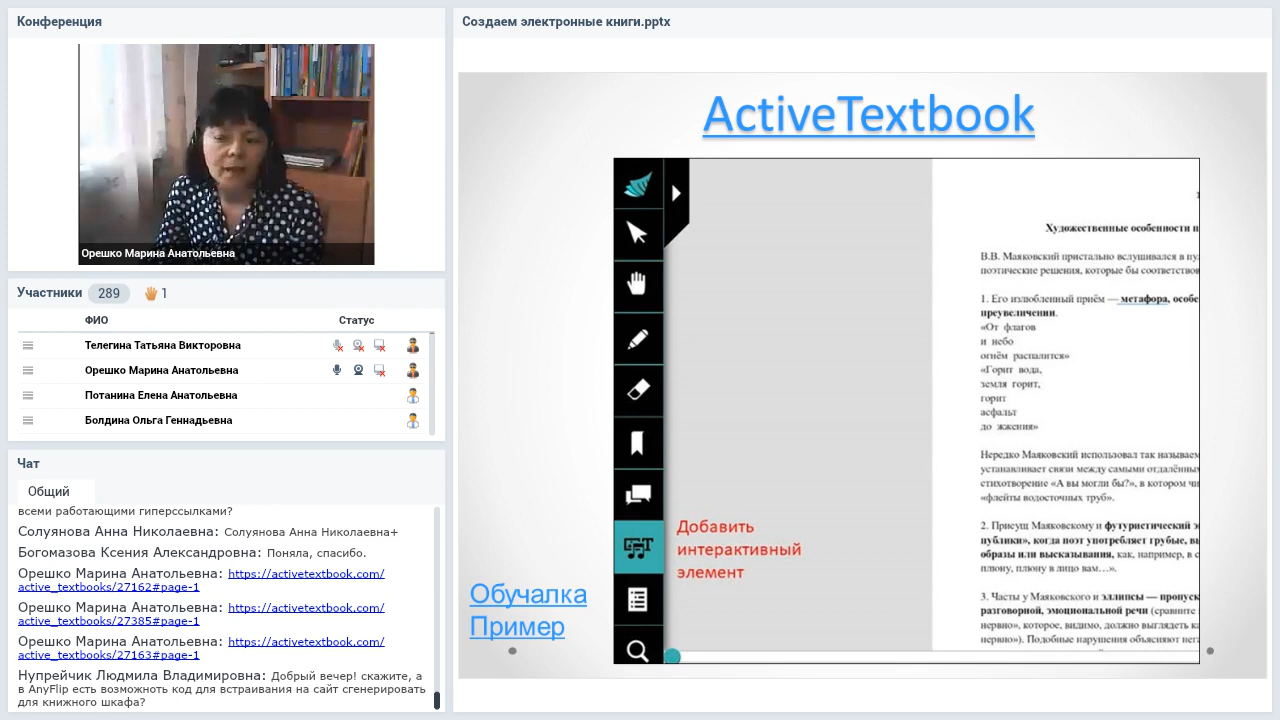 Конференция
Орешко Марина Анатольевна
Участники 289 1
ФИО Статус
Телегина Татьяна Викторовна
Орешко Марина Анатольевна
Потанина Елена Анатольевна
Болдина Ольга Геннадьевна
Чат
Общий
всеми работающими гиперссылками?
Солуянова Анна Николаевна: Солуянова Анна Николаевна+
Богомазова Ксения Александровна: Поняла, спасибо.
Орешко Марина Анатольевна: https://activetextbook.com/
active_textbooks/27162#page-1
Орешко Марина Анатольевна: https://activetextbook.com/
active_textbooks/27385#page-1
Орешко Марина Анатольевна: https://activetextbook.com/
active_textbooks/27163#page-1
Нупрейчик Людмила Владимировна: Добрый вечер! скажите, а
в AnyFlip есть возможноть код для встраивания на сайт сгенерировать
для книжного шкафа?
Создаем электронные книги.pptx
ActiveTextbook
Художественные особенности
В.В. Маяковский пристально вслушивался в
поэтические решения, которые бы
1. Его излюбленный приём — метафора,
преувеличении.
«От флагов
и небо
огнём распалится»
«Горит вода,
земля горит,
горит
асфальт
до жжения»
Нередко Маяковский использовал так
устанавливает связи между самыми
стихотворение «А вы могли бы?», в котором
«флейты водосточных труб».
2. Присущ Маяковскому и футуристический
публики», когда поэт употребляет грубые,
образы или высказывания, как, например, в
плюну, плюну в лицо вам…».
3. Часты у Маяковского и эллипсы —
разговорной, эмоциональной речи (сравните
нервно», которое, видимо, должно выглядеть
нервно»). Подобные нарушения объясняют
Добавить
интерактивный
элемент
Обучалка
Пример